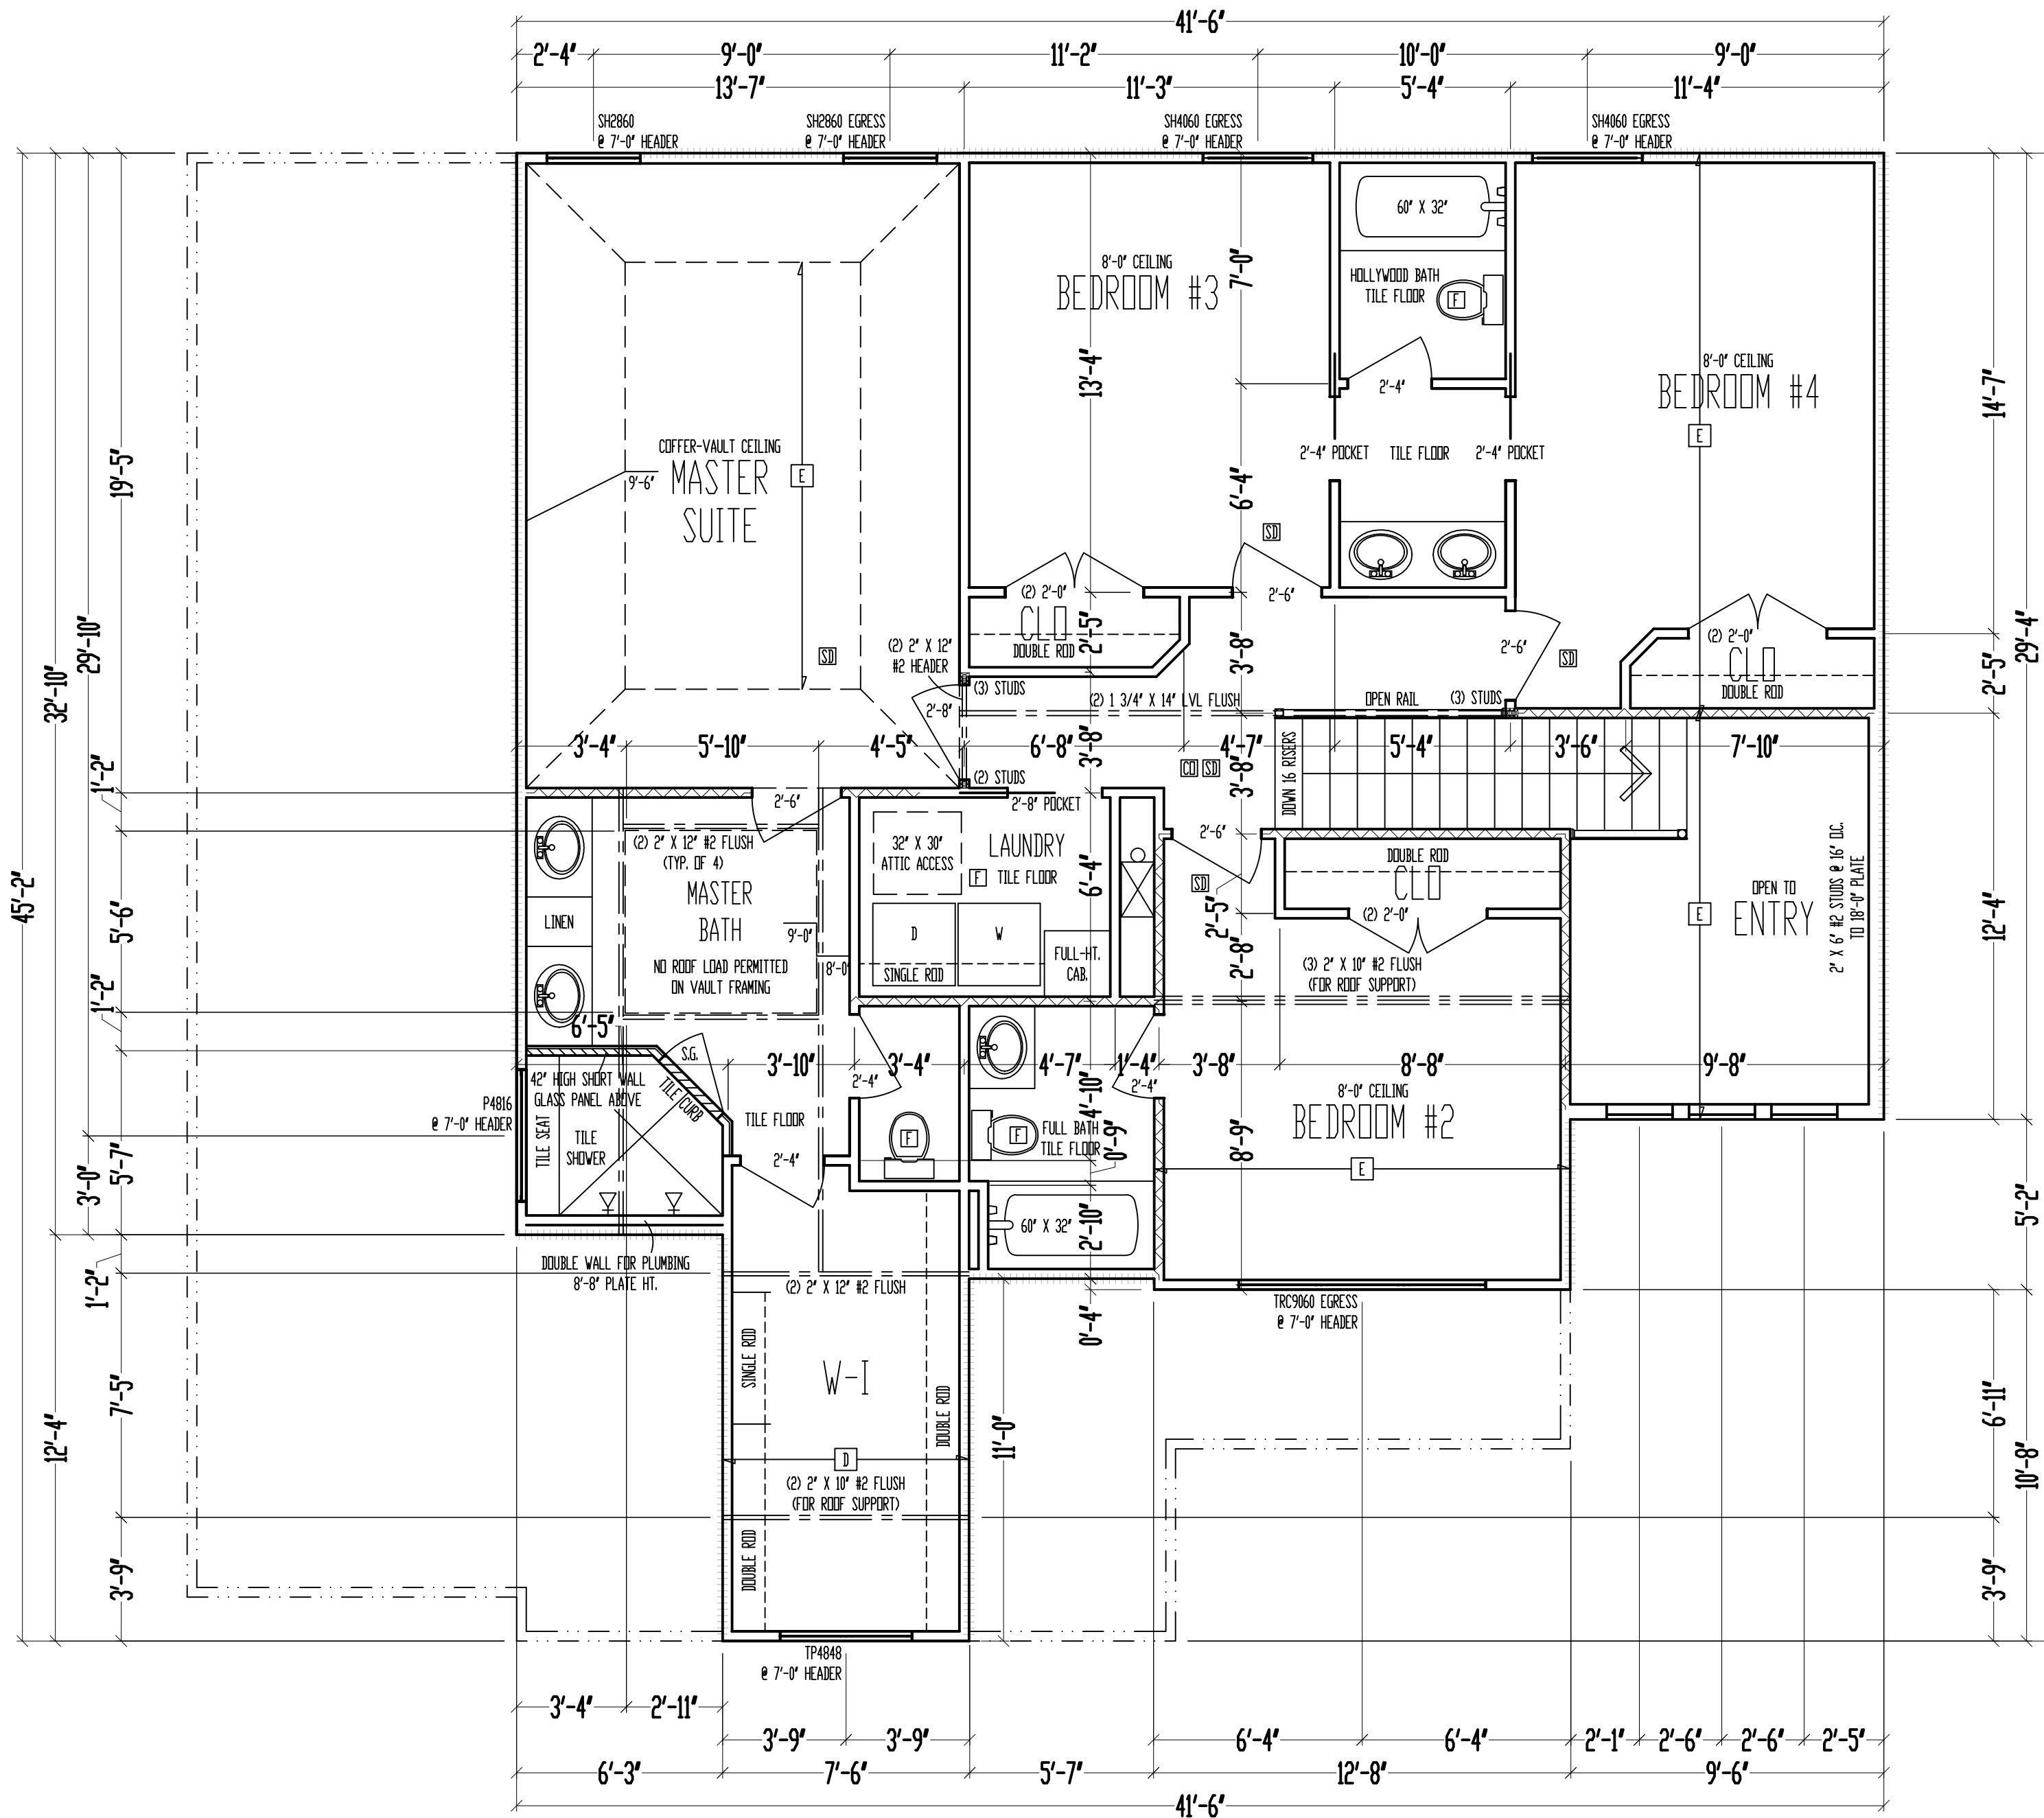 41'-6"
2'-4" 9'-0" 11'-2" 10'-0" 9'-0"
13'-7" 11'-3" 5'-4" 11'-4"
SH2860
@ 7'-0" HEADER
SH2860 EGRESS
@ 7'-0" HEADER
SH4060 EGRESS
@ 7'-0" HEADER
SH4060 EGRESS
@ 7'-0" HEADER
60" X 32"
8'-0" CEILING
BEDROOM #3
7'-0"
HOLLYWOOD BATH
TILE FLOOR
F
13'-4"
2'-4"
8'-0" CEILING
BEDROOM #4
E
14'-7"
COFFER-VAULT CEILING
MASTER
SUITE
9'-6"
E
19'-5"
6'-4"
2'-4" POCKET
TILE FLOOR
2'-4" POCKET
SD
(2) 2'-0"
CLO
DOUBLE ROD
2'-5"
2'-6"
3'-8"
2'-6"
SD
(2) 2'-0"
CLO
DOUBLE ROD
2'-5"
29'-4"
29'-10"
32'-10"
45'-2"
SD
(2) 2" X 12"
#2 HEADER
(3) STUDS
2'-8"
(2) 1 3/4" X 14" LVL FLUSH
OPEN RAIL
(3) STUDS
3'-4" 5'-10" 4'-5" 6'-8" 4'-7" 5'-4" 3'-6" 7'-10"
3'-8"
3'-8"
CO SD
DOWN 16 RISERS
(2) STUDS
1'-2"
2'-6"
2'-8" POCKET
(2) 2" X 12" #2 FLUSH
(TYP. OF 4)
32" X 30"
ATTIC ACCESS
LAUNDRY
F TILE FLOOR
6'-4"
2'-6"
SD
DOUBLE ROD
CLO
(2) 2'-0"
2'-5"
OPEN TO
ENTRY
E
2" X 6" #2 STUDS @ 16" O.C.
TO 18'-0" PLATE
12'-4"
MASTER
BATH
LINEN
9'-0"
8'-0"
D
W
SINGLE ROD
FULL-HT.
CAB.
5'-6"
NO ROOF LOAD PERMITTED
ON VAULT FRAMING
2'-8"
(3) 2" X 10" #2 FLUSH
(FOR ROOF SUPPORT)
1'-2"
6'-5"
S.G.
3'-10" 3'-4" 4'-7" 1'-4" 3'-8" 8'-8" 9'-8"
42" HIGH SHORT WALL
GLASS PANEL ABOVE
TILE CURB
P4816
@ 7'-0" HEADER
TILE SEAT
TILE
SHOWER
TILE FLOOR
2'-4"
2'-4"
2'-4"
F
F
FULL BATH
TILE FLOOR
4'-10"
0'-9"
8'-0" CEILING
BEDROOM #2
8'-9"
E
5'-7"
3'-0"
5'-2"
60" X 32"
2'-10"
DOUBLE WALL FOR PLUMBING
8'-8" PLATE HT.
1'-2"
(2) 2" X 12" #2 FLUSH
0'-4"
TRC9060 EGRESS
@ 7'-0" HEADER
SINGLE ROD
W-I
DOUBLE ROD
7'-5"
12'-4"
11'-0"
6'-11"
10'-8"
D
(2) 2" X 10" #2 FLUSH
(FOR ROOF SUPPORT)
DOUBLE ROD
3'-9"
3'-9"
TP4848
@ 7'-0" HEADER
3'-4" 2'-11"
3'-9" 3'-9" 6'-4" 6'-4" 2'-1" 2'-6" 2'-6" 2'-5"
6'-3" 7'-6" 5'-7" 12'-8" 9'-6"
41'-6"